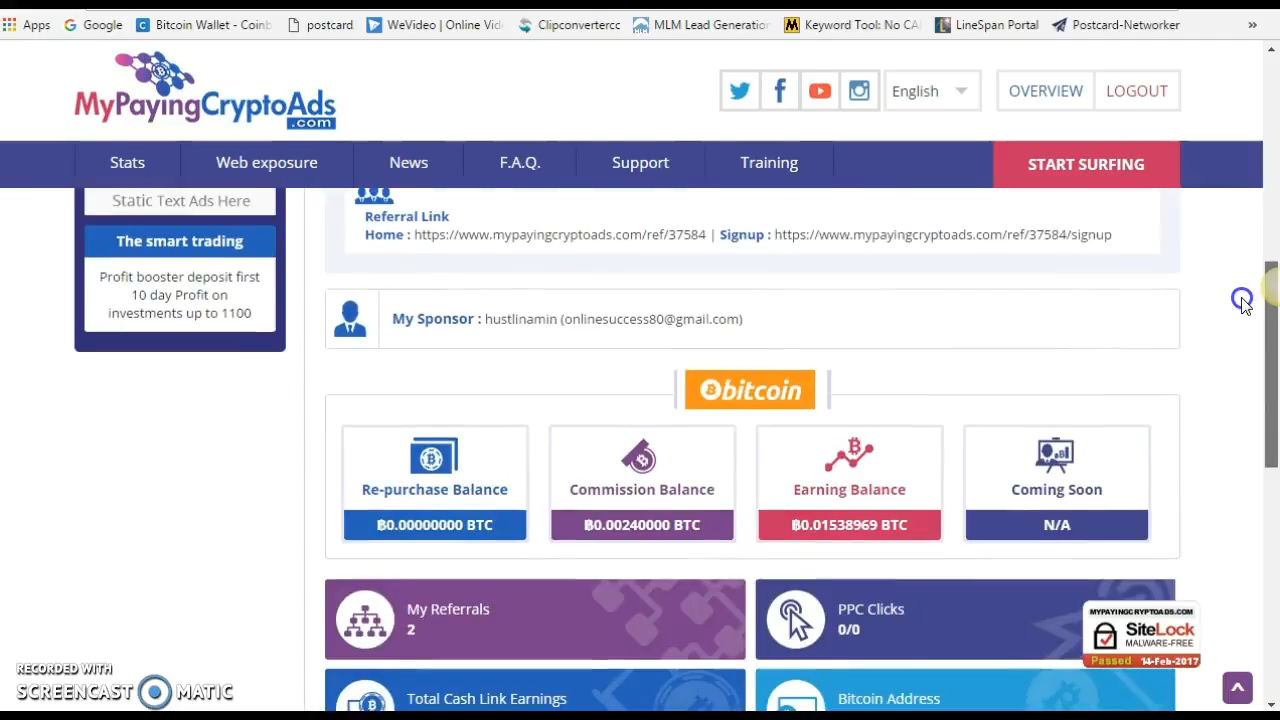 Apps Google Bitcoin Wallet - Coinb postcard WeVideo | Online Vid Clipconvertercc MLM Lead Generation Keyword Tool: No CA LineSpan Portal Postcard-Networker »
MyPayingCryptoAds
.com
English OVERVIEW LOGOUT
Stats Web exposure News F.A.Q. Support Training START SURFING
Static Text Ads Here
The smart trading
Profit booster deposit first
10 day Profit on
investments up to 1100
Referral Link
Home : https://www.mypayingcryptoads.com/ref/37584 | Signup : https://www.mypayingcryptoads.com/ref/37584/signup
My Sponsor : hustlinamin (onlinesuccess80@gmail.com)
bitcoin
Re-purchase Balance Commission Balance Earning Balance Coming Soon
฿0.00000000 BTC ฿0.00240000 BTC ฿0.01538969 BTC N/A
My Referrals
2
PPC Clicks
0/0
MYPAYINGCRYPTOADS.COM
SiteLock
MALWARE-FREE
Passed 14-Feb-2017
Total Cash Link Earnings Bitcoin Address
RECORDED WITH
SCREENCAST MATIC